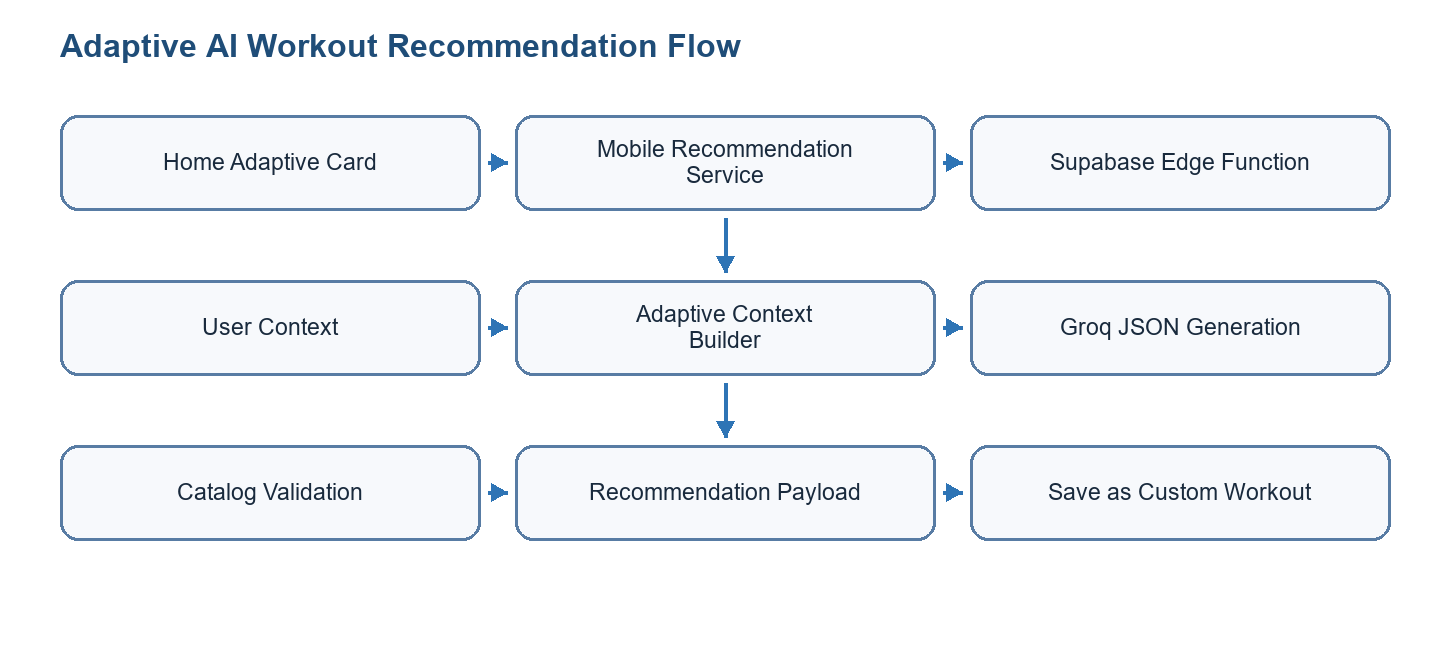 Adaptive AI Workout Recommendation Flow
Home Adaptive Card
Mobile Recommendation
Service
Supabase Edge Function
User Context
Adaptive Context
Builder
Groq JSON Generation
Catalog Validation
Recommendation Payload
Save as Custom Workout